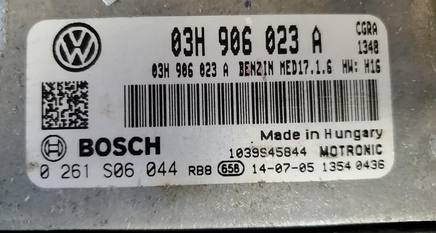 03H 906 023 A CGRA
1348
03H 906 023 A BENZIN MED17.1.6 HW: H16
Made in Hungary
BOSCH 1039S45844 MOTRONIC
0 261 S06 044 RB8 658 14-07-05 1354 0436